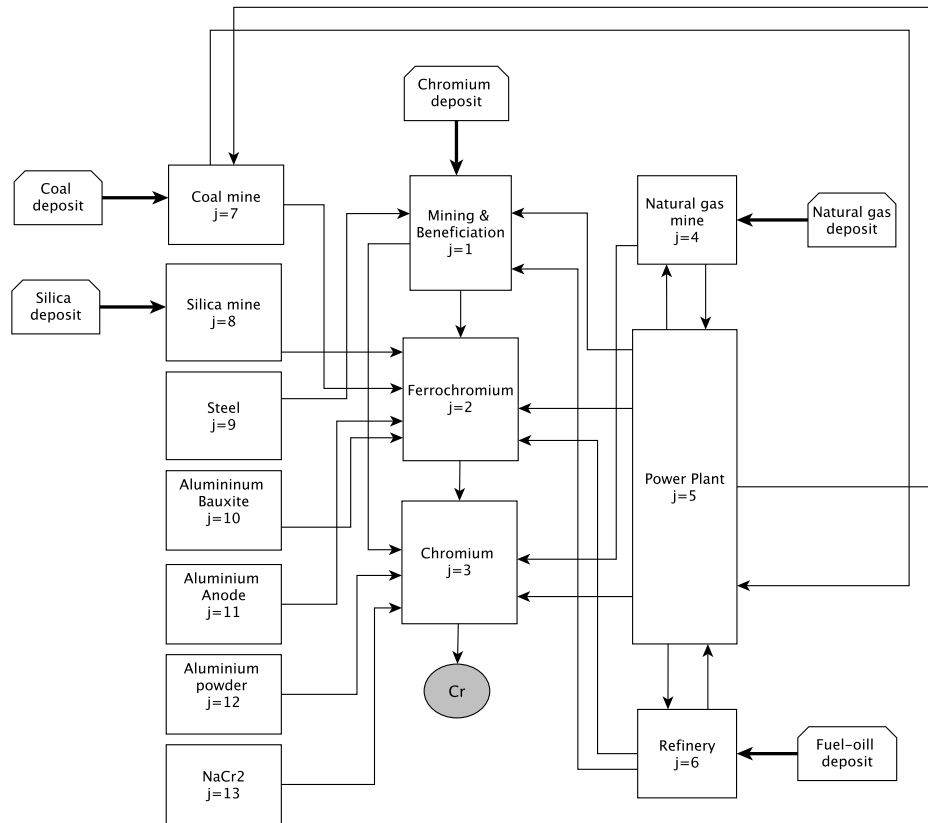 Chromium
deposit
Coal
deposit
Coal mine
j=7
Mining &
Beneficiation
j=1
Natural gas
mine
j=4
Natural gas
deposit
Silica
deposit
Silica mine
j=8
Steel
j=9
Ferrochromium
j=2
Alumininum
Bauxite
j=10
Power Plant
j=5
Aluminium
Anode
j=11
Chromium
j=3
Aluminium
powder
j=12
Cr
NaCr2
j=13
Refinery
j=6
Fuel-oill
deposit